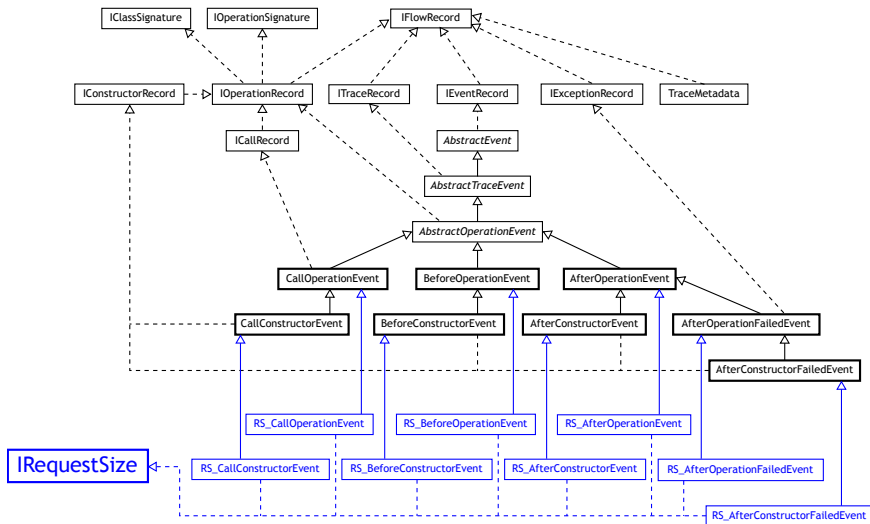 IClassSignature
IOperationSignature
IFlowRecord
IConstructorRecord
IOperationRecord
ITraceRecord
IEventRecord
IExceptionRecord
TraceMetadata
ICallRecord
AbstractEvent
AbstractTraceEvent
AbstractOperationEvent
CallOperationEvent
BeforeOperationEvent
AfterOperationEvent
CallConstructorEvent
BeforeConstructorEvent
AfterConstructorEvent
AfterOperationFailedEvent
AfterConstructorFailedEvent
RS_CallOperationEvent
RS_BeforeOperationEvent
RS_AfterOperationEvent
IRequestSize
RS_CallConstructorEvent
RS_BeforeConstructorEvent
RS_AfterConstructorEvent
RS_AfterOperationFailedEvent
RS_AfterConstructorFailedEvent